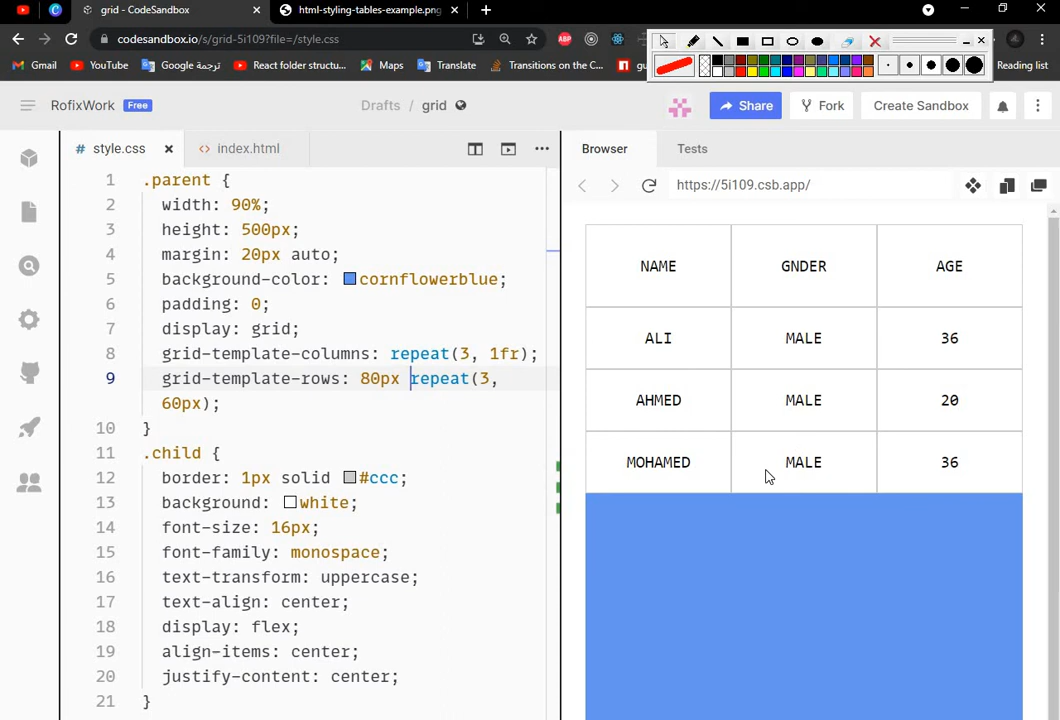 grid - CodeSandbox
html-styling-tables-example.png
codesandbox.io/s/grid-5i109?file=/style.css
Gmail
YouTube
ترجمة Google
React folder structu...
Maps
Translate
Transitions on the C...
Reading list
RofixWork Free
Drafts / grid
Share
Fork
Create Sandbox
# style.css
<> index.html
Browser
Tests
https://5i109.csb.app/
1 .parent {
2 width: 90%;
3 height: 500px;
4 margin: 20px auto;
5 background-color: cornflowerblue;
6 padding: 0;
7 display: grid;
8 grid-template-columns: repeat(3, 1fr);
9 grid-template-rows: 80px repeat(3,
60px);
10 }
11 .child {
12 border: 1px solid #ccc;
13 background: white;
14 font-size: 16px;
15 font-family: monospace;
16 text-transform: uppercase;
17 text-align: center;
18 display: flex;
19 align-items: center;
20 justify-content: center;
21 }
NAME GNDER AGE
ALI MALE 36
AHMED MALE 20
MOHAMED MALE 36